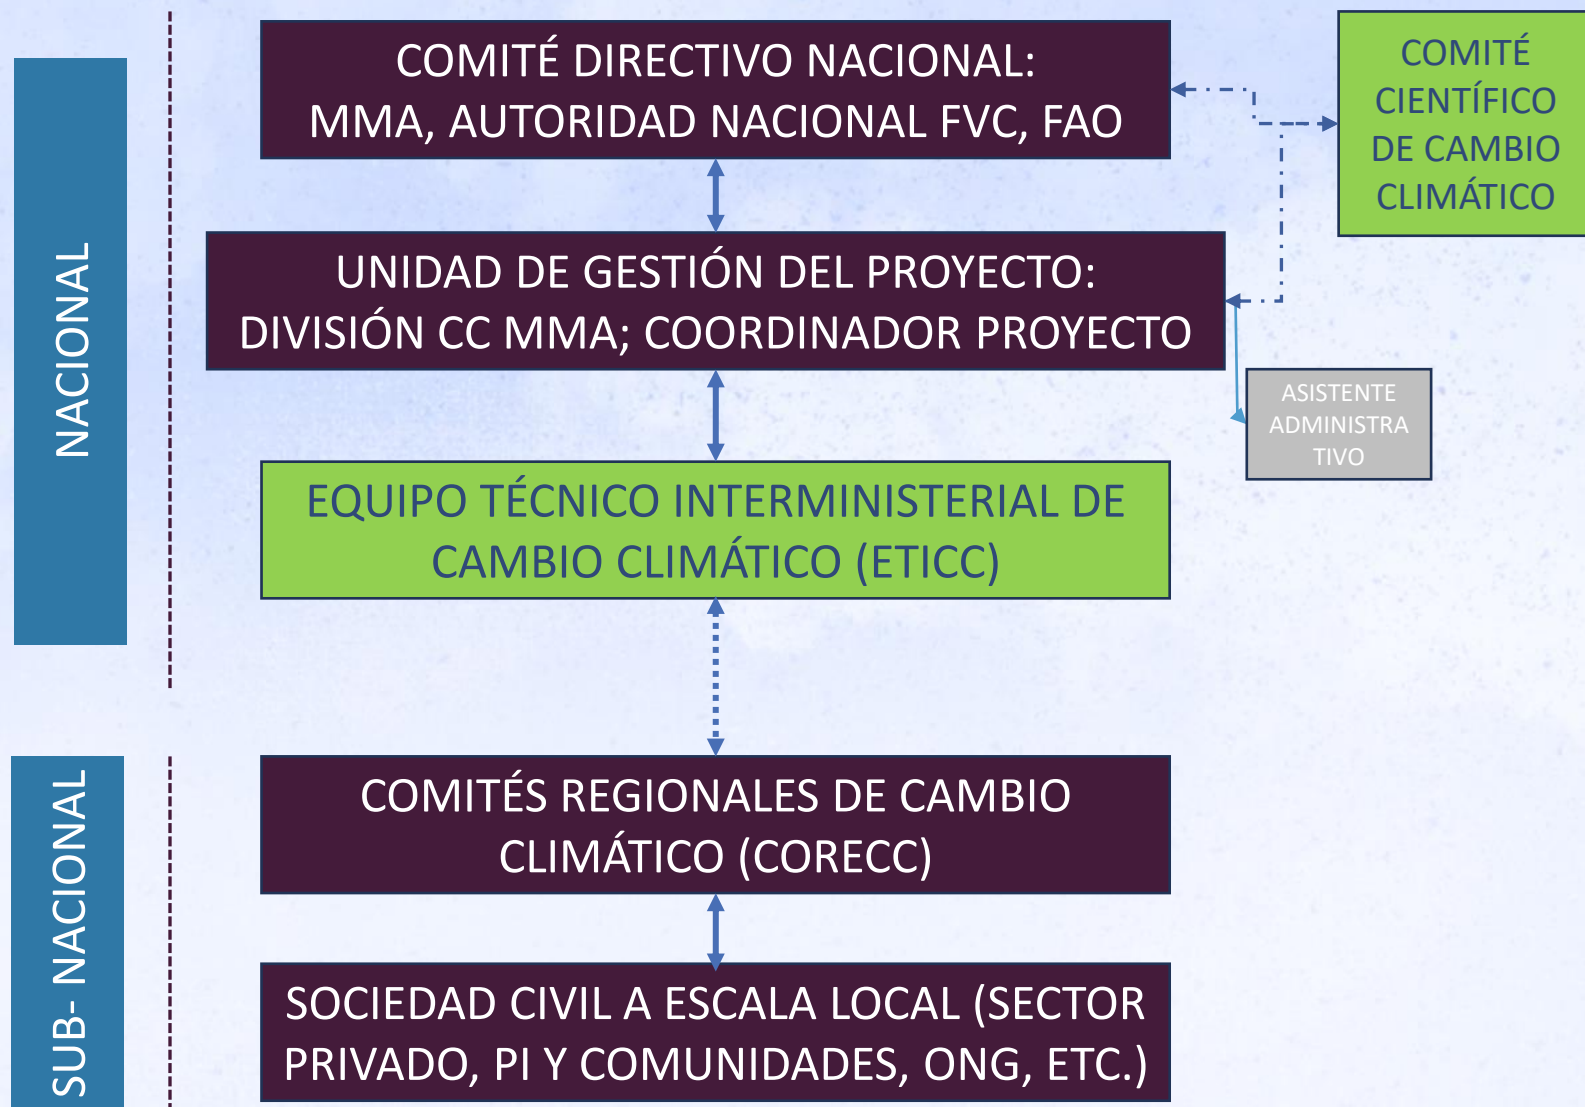 NACIONAL
COMITÉ DIRECTIVO NACIONAL:
MMA, AUTORIDAD NACIONAL FVC, FAO
COMITÉ
CIENTÍFICO
DE CAMBIO
CLIMÁTICO
UNIDAD DE GESTIÓN DEL PROYECTO:
DIVISIÓN CC MMA; COORDINADOR PROYECTO
ASISTENTE
ADMINISTRA
TIVO
EQUIPO TÉCNICO INTERMINISTERIAL DE
CAMBIO CLIMÁTICO (ETICC)
SUB- NACIONAL
COMITÉS REGIONALES DE CAMBIO
CLIMÁTICO (CORECC)
SOCIEDAD CIVIL A ESCALA LOCAL (SECTOR
PRIVADO, PI Y COMUNIDADES, ONG, ETC.)